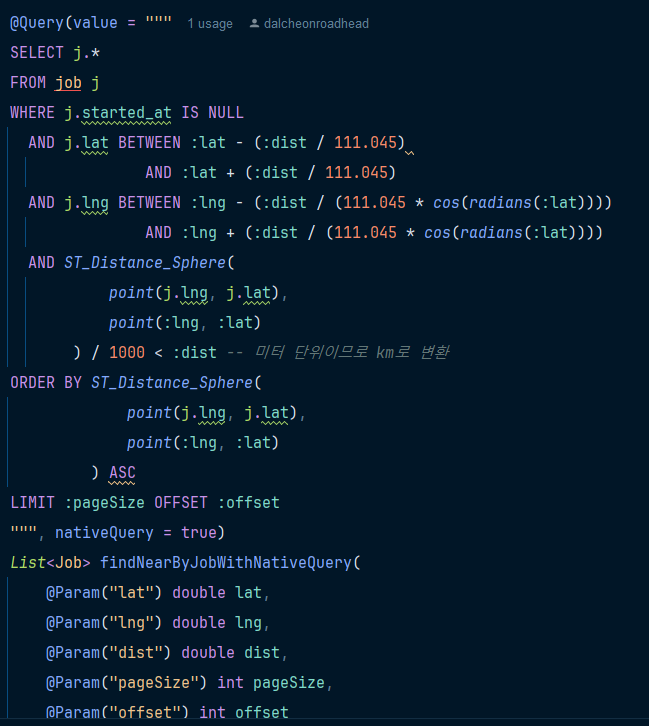 @Query(value = """ 1 usage dalcheonroadhead
SELECT j.*
FROM job j
WHERE j.started_at IS NULL
AND j.lat BETWEEN :lat - (:dist / 111.045)
AND :lat + (:dist / 111.045)
AND j.lng BETWEEN :lng - (:dist / (111.045 * cos(radians(:lat))))
AND :lng + (:dist / (111.045 * cos(radians(:lat))))
AND ST_Distance_Sphere(
point(j.lng, j.lat),
point(:lng, :lat)
) / 1000 < :dist -- 미터 단위이므로 km로 변환
ORDER BY ST_Distance_Sphere(
point(j.lng, j.lat),
point(:lng, :lat)
) ASC
LIMIT :pageSize OFFSET :offset
""", nativeQuery = true)
List<Job> findNearByJobWithNativeQuery(
@Param("lat") double lat,
@Param("lng") double lng,
@Param("dist") double dist,
@Param("pageSize") int pageSize,
@Param("offset") int offset